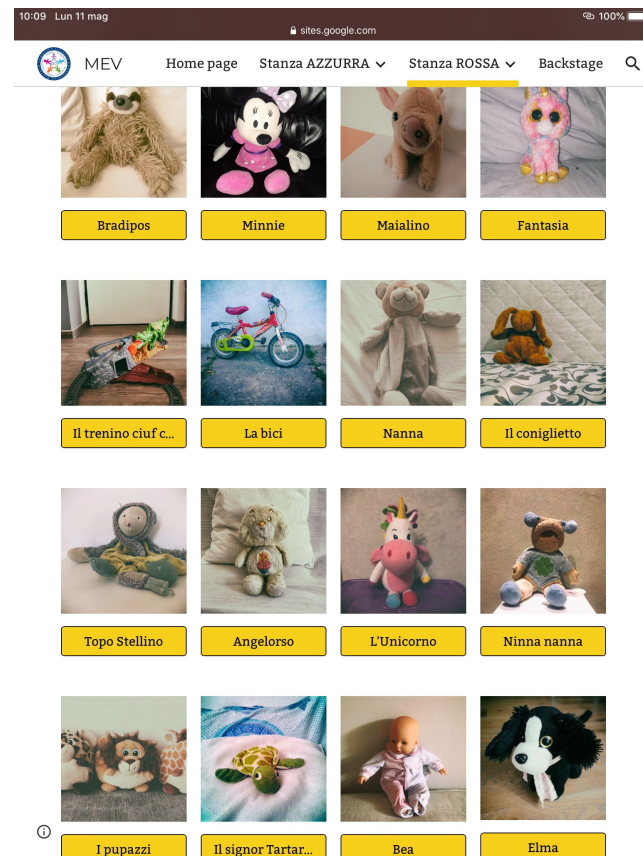 10:09 Lun 11 mag
100%
sites.google.com
MEV Home page Stanza AZZURRA Stanza ROSSA Backstage
Bradipos Minnie Maialino Fantasia
Il trenino ciuf c... La bici Nanna Il coniglietto
Topo Stellino Angelorso L'Unicorno Ninna nanna
I pupazzi Il signor Tartar... Bea Elma